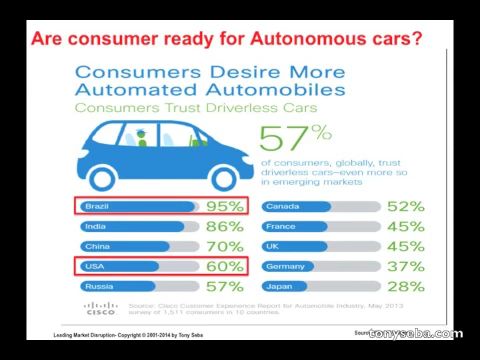 Are consumer ready for Autonomous cars?
Consumers Desire More
Automated Automobiles
Consumers Trust Driverless Cars
57%
of consumers, globally, trust
driverless cars—even more so
in emerging markets
Brazil 95%
India 86%
China 70%
USA 60%
Russia 57%
Canada 52%
France 45%
UK 45%
Germany 37%
Japan 28%
CISCO
Source: Cisco Customer Experience Report for Automobile Industry, May 2013
survey of 1,511 consumers in 10 countries.
Leading Market Disruption- Copyright © 2001-2014 by Tony Seba
tonyseba.com